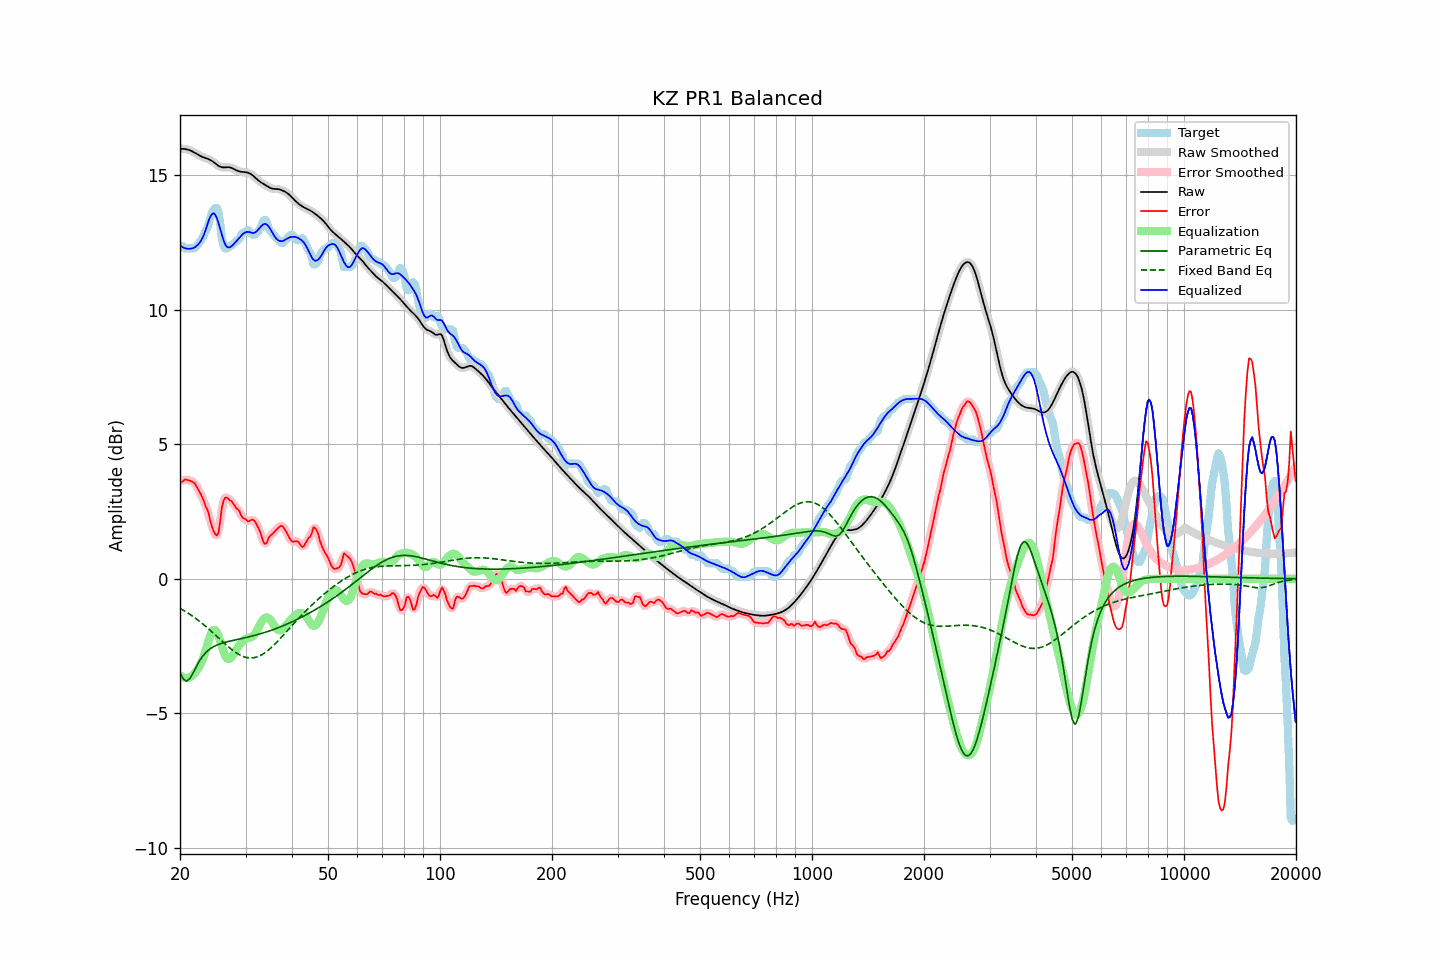 KZ PR1 Balanced
Target
Raw Smoothed
Error Smoothed
Raw
Error
Equalization
Parametric Eq
Fixed Band Eq
Equalized
15
10
5
0
−5
−10
Amplitude (dBr)
20 50 100 200 500 1000 2000 5000 10000 20000
Frequency (Hz)